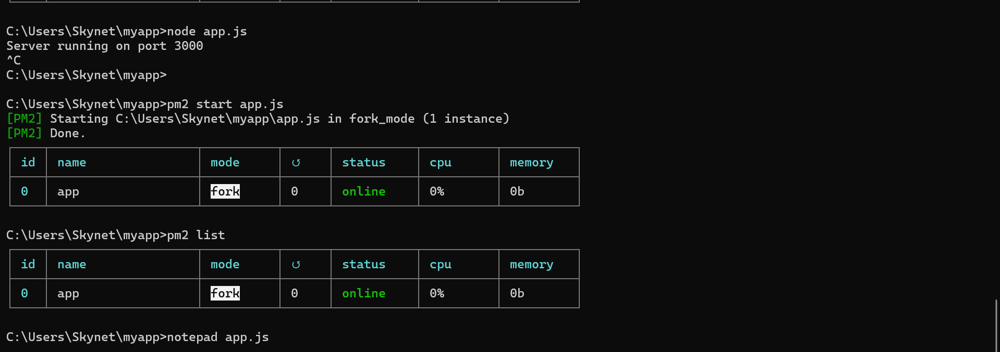 C:\Users\Skynet\myapp>node app.js
Server running on port 3000
^C
C:\Users\Skynet\myapp>
C:\Users\Skynet\myapp>pm2 start app.js
[PM2] Starting C:\Users\Skynet\myapp\app.js in fork_mode (1 instance)
[PM2] Done.
id name mode ↺ status cpu memory
0 app fork 0 online 0% 0b
C:\Users\Skynet\myapp>pm2 list
id name mode ↺ status cpu memory
0 app fork 0 online 0% 0b
C:\Users\Skynet\myapp>notepad app.js